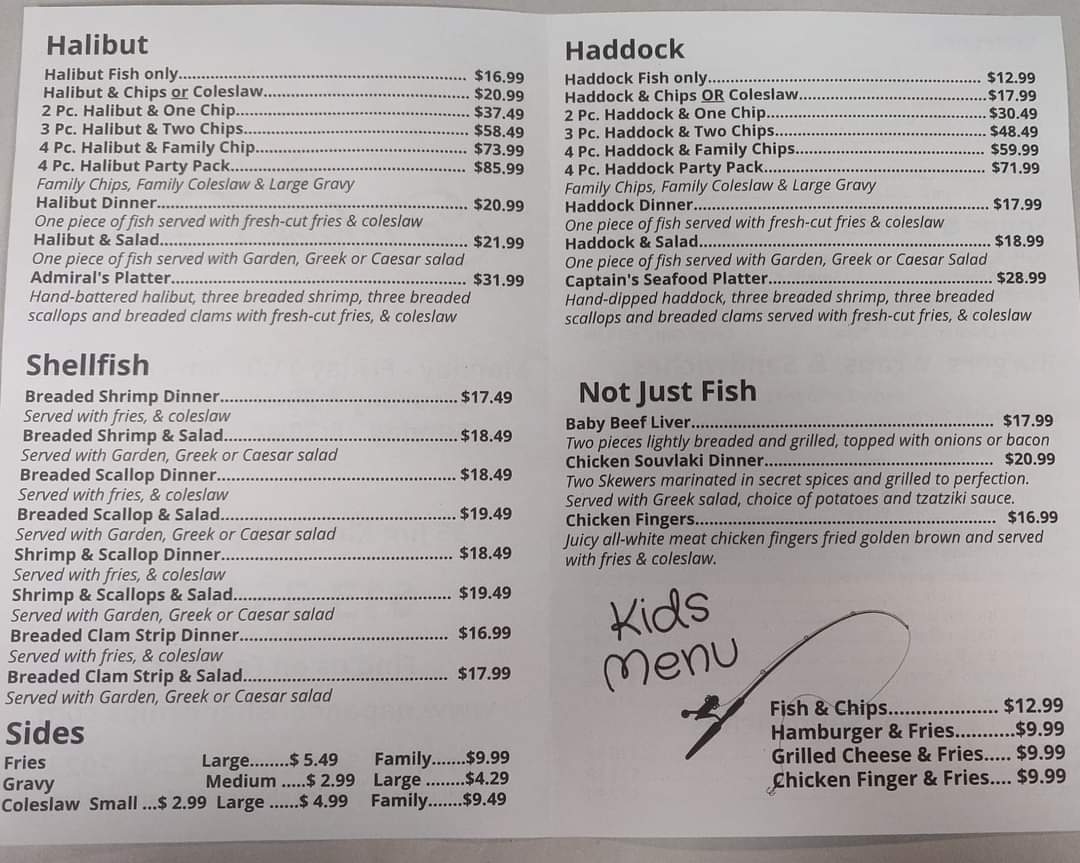 Halibut
Halibut Fish only................................................................ $16.99
Halibut & Chips or Coleslaw............................................. $20.99
2 Pc. Halibut & One Chip................................................... $37.49
3 Pc. Halibut & Two Chips................................................. $58.49
4 Pc. Halibut & Family Chip............................................... $73.99
4 Pc. Halibut Party Pack.................................................... $85.99
Family Chips, Family Coleslaw & Large Gravy
Halibut Dinner.................................................................... $20.99
One piece of fish served with fresh-cut fries & coleslaw
Halibut & Salad................................................................... $21.99
One piece of fish served with Garden, Greek or Caesar salad
Admiral's Platter................................................................. $31.99
Hand-battered halibut, three breaded shrimp, three breaded
scallops and breaded clams with fresh-cut fries, & coleslaw
Shellfish
Breaded Shrimp Dinner.................................................... $17.49
Served with fries, & coleslaw
Breaded Shrimp & Salad................................................... $18.49
Served with Garden, Greek or Caesar salad
Breaded Scallop Dinner.................................................... $18.49
Served with fries, & coleslaw
Breaded Scallop & Salad................................................... $19.49
Served with Garden, Greek or Caesar salad
Shrimp & Scallop Dinner................................................... $18.49
Served with fries, & coleslaw
Shrimp & Scallops & Salad................................................ $19.49
Served with Garden, Greek or Caesar salad
Breaded Clam Strip Dinner.............................................. $16.99
Served with fries, & coleslaw
Breaded Clam Strip & Salad............................................. $17.99
Served with Garden, Greek or Caesar salad
Sides
Fries Large........$ 5.49 Family.......$9.99
Gravy Medium .....$ 2.99 Large ........$4.29
Coleslaw Small ...$ 2.99 Large ......$ 4.99 Family.......$9.49
Haddock
Haddock Fish only............................................................. $12.99
Haddock & Chips OR Coleslaw..........................................$17.99
2 Pc. Haddock & One Chip................................................. $30.49
3 Pc. Haddock & Two Chips............................................... $48.49
4 Pc. Haddock & Family Chips.......................................... $59.99
4 Pc. Haddock Party Pack................................................. $71.99
Family Chips, Family Coleslaw & Large Gravy
Haddock Dinner................................................................. $17.99
One piece of fish served with fresh-cut fries & coleslaw
Haddock & Salad................................................................ $18.99
One piece of fish served with Garden, Greek or Caesar Salad
Captain's Seafood Platter.................................................. $28.99
Hand-dipped haddock, three breaded shrimp, three breaded
scallops and breaded clams served with fresh-cut fries, & coleslaw
Not Just Fish
Baby Beef Liver................................................................... $17.99
Two pieces lightly breaded and grilled, topped with onions or bacon
Chicken Souvlaki Dinner................................................... $20.99
Two Skewers marinated in secret spices and grilled to perfection.
Served with Greek salad, choice of potatoes and tzatziki sauce.
Chicken Fingers.................................................................. $16.99
Juicy all-white meat chicken fingers fried golden brown and served
with fries & coleslaw.
Kids
Menu
Fish & Chips................... $12.99
Hamburger & Fries...........$9.99
Grilled Cheese & Fries..... $9.99
Chicken Finger & Fries.... $9.99